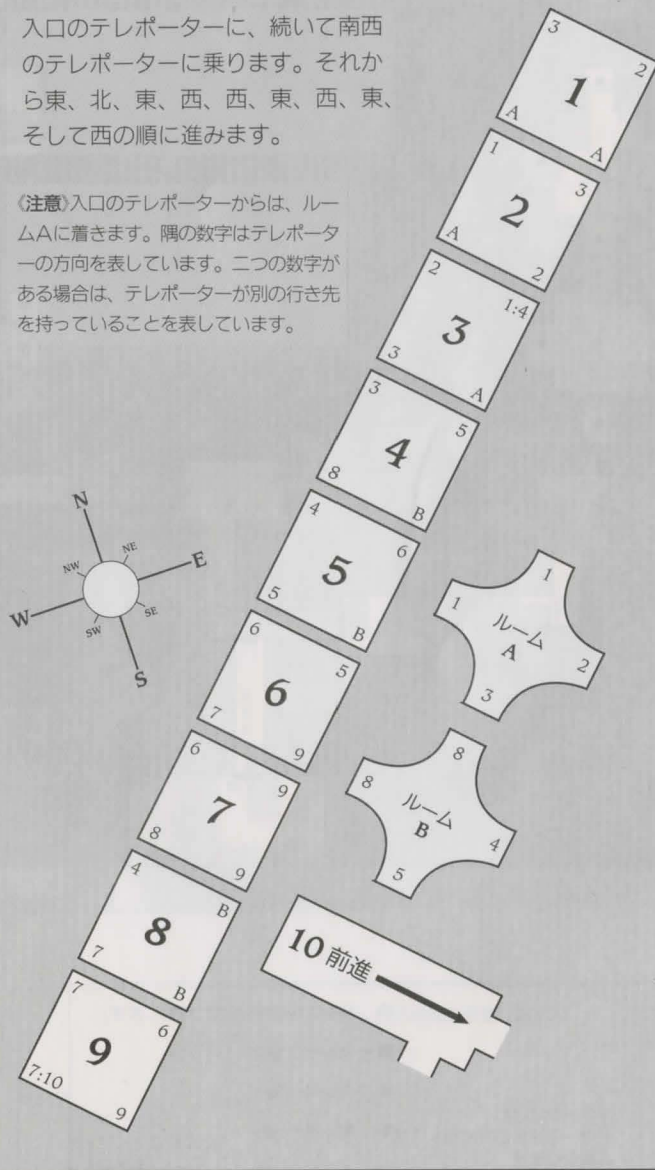 入口のテレポーターに、続いて南西
のテレポーターに乗ります。それか
ら東、北、東、西、西、東、西、東、
そして西の順に進みます。
《注意》入口のテレポーターからは、ルー
ムAに着きます。隅の数字はテレポータ
ーの方向を表しています。二つの数字が
ある場合は、テレポーターが別の行き先
を持っていることを表しています。
3
2
1
A
A
1
3
2
A
2
2
1:4
3
3
A
3
5
4
8
B
4
6
5
5
B
6
5
6
7
9
6
9
7
8
9
4
B
8
7
B
7
6
9
7:10
9
N
NW
NE
E
W
SW
SE
S
1
1
ルーム
A
2
3
8
8
ルーム
B
4
5
10 前進